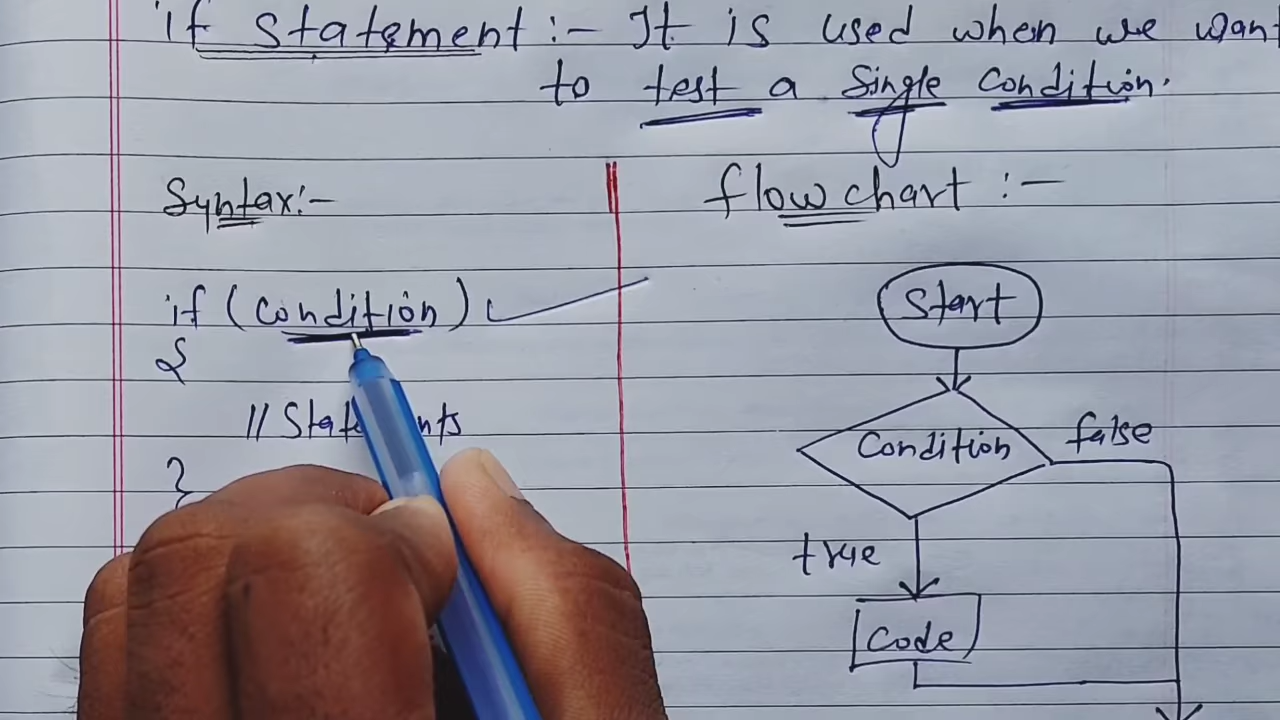 if Statement :- It is used when we want
to test a Single Condition.
Syntax:-
if (Condition)
{
//
}
flow chart :-
Start
Condition
false
true
Code